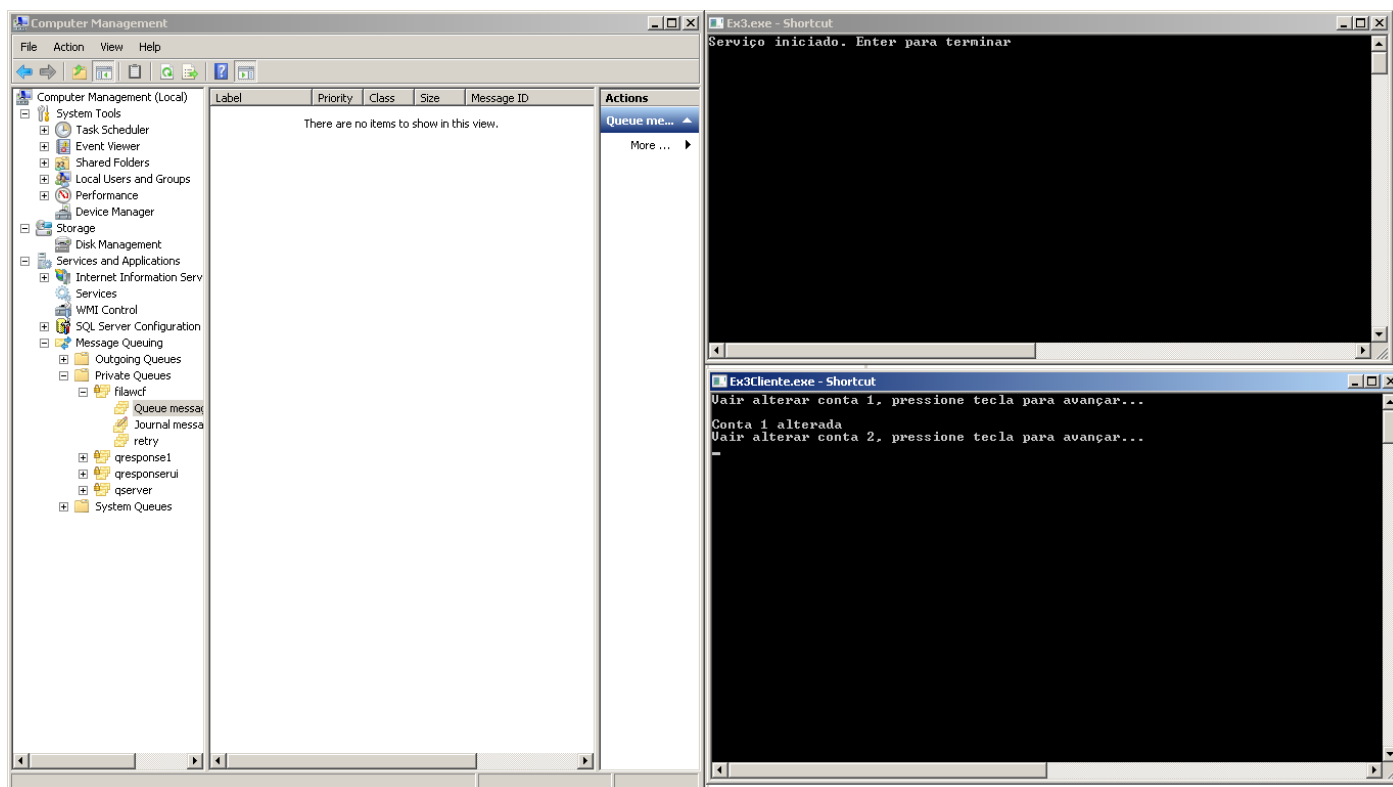 Computer Management
File Action View Help
Computer Management (Local)
System Tools
Task Scheduler
Event Viewer
Shared Folders
Local Users and Groups
Performance
Device Manager
Storage
Disk Management
Services and Applications
Internet Information Serv
Services
WMI Control
SQL Server Configuration
Message Queuing
Outgoing Queues
Private Queues
filawcf
Queue messag
Journal messa
retry
qresponse1
qresponserui
qserver
System Queues
Label Priority Class Size Message ID
There are no items to show in this view.
Actions
Queue me...
More ...
Ex3.exe - Shortcut
Serviço iniciado. Enter para terminar
Ex3Cliente.exe - Shortcut
Vair alterar conta 1, pressione tecla para avançar...
Conta 1 alterada
Vair alterar conta 2, pressione tecla para avançar...